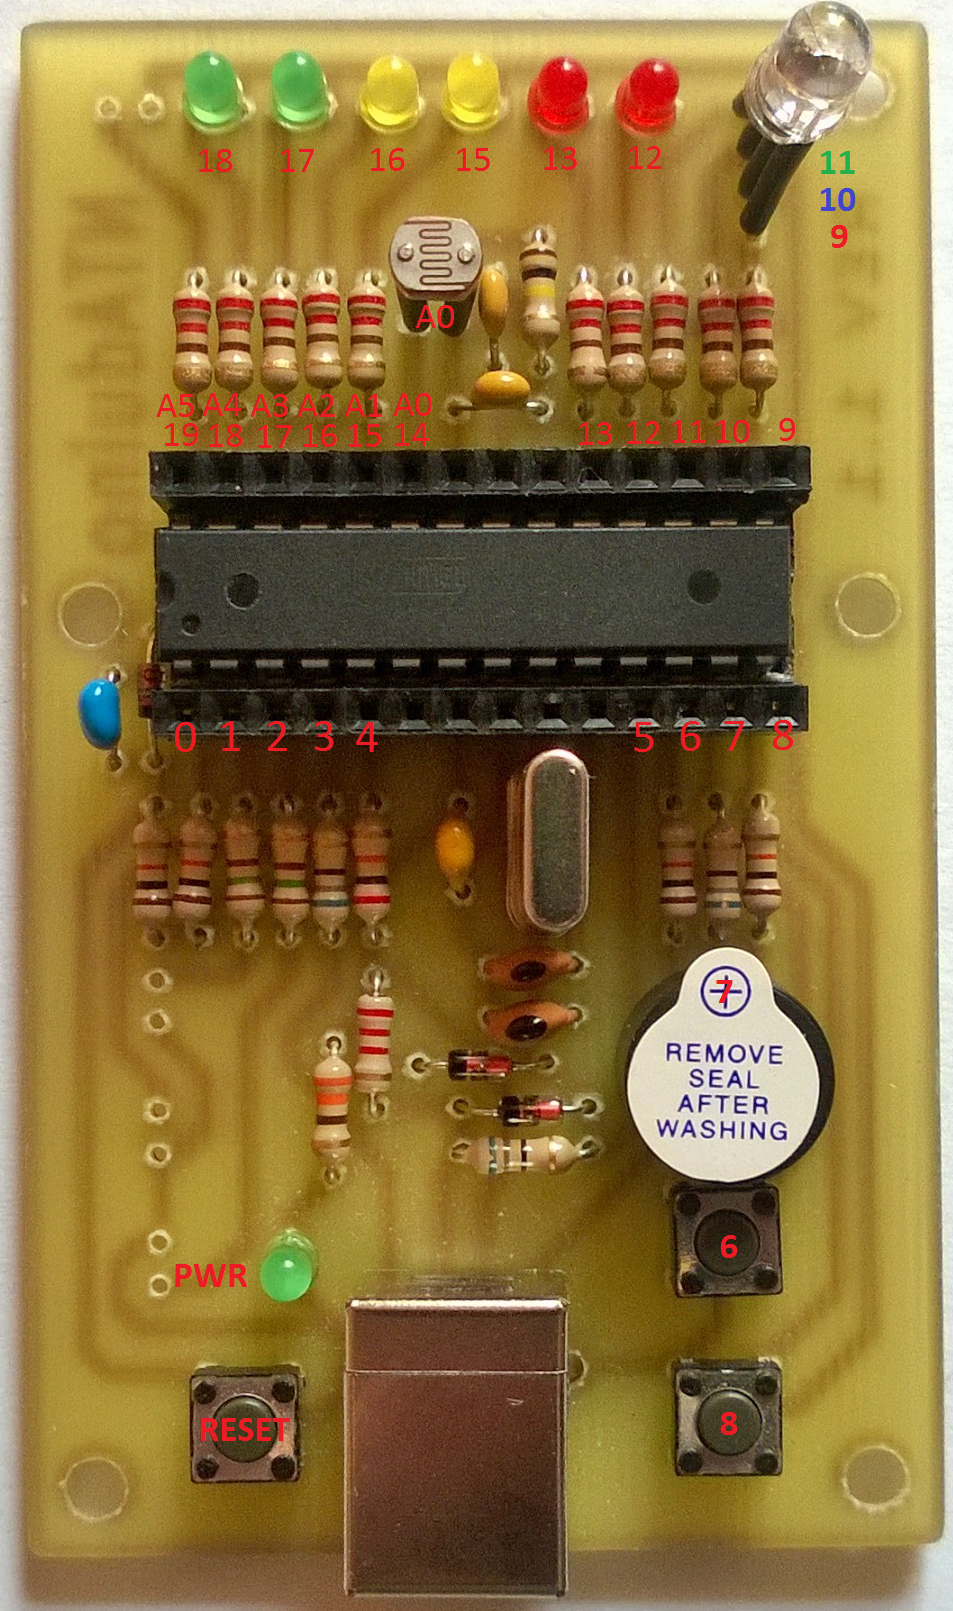 18 17 16 15 13 12
11
10
9
A0
A5 A4 A3 A2 A1 A0
19 18 17 16 15 14 13 12 11 10 9
0 1 2 3 4 5 6 7 8
7
REMOVE
SEAL
AFTER
WASHING
6
PWR
RESET
8